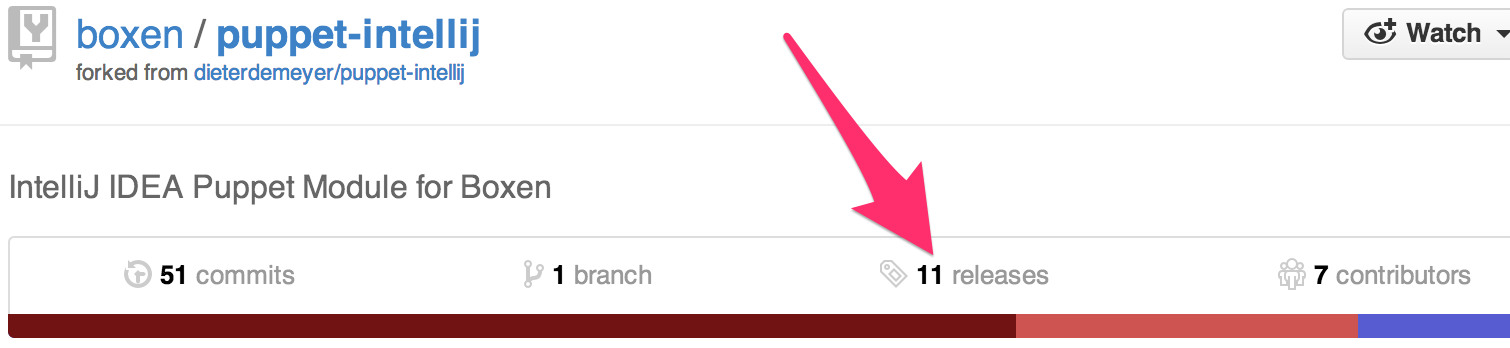 boxen / puppet-intellij
Watch
forked from dieterdemeyer/puppet-intellij
IntelliJ IDEA Puppet Module for Boxen
51 commits 1 branch 11 releases 7 contributors